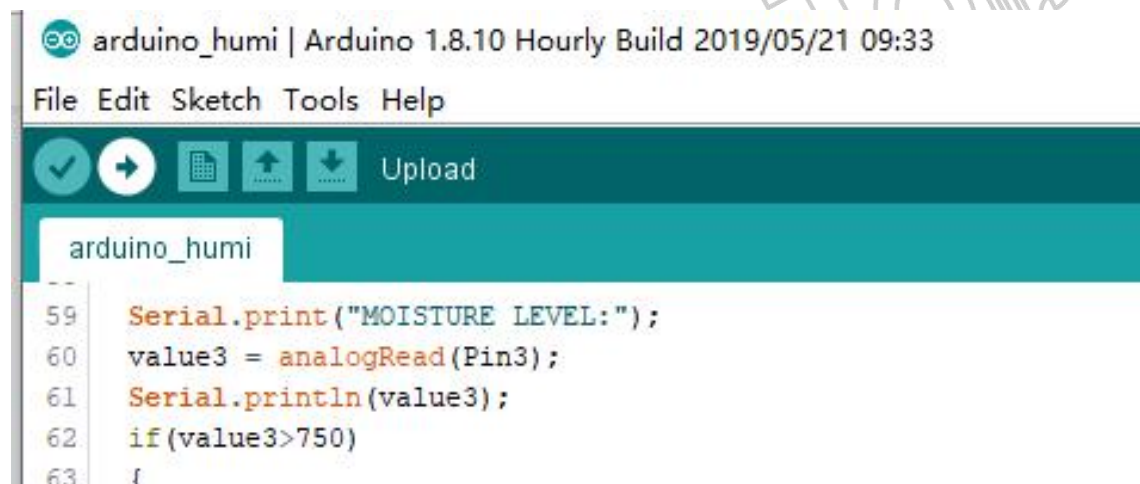 arduino_humi | Arduino 1.8.10 Hourly Build 2019/05/21 09:33
File Edit Sketch Tools Help
Upload
arduino_humi
59 Serial.print("MOISTURE LEVEL:");
60 value3 = analogRead(Pin3);
61 Serial.println(value3);
62 if(value3>750)
63 {